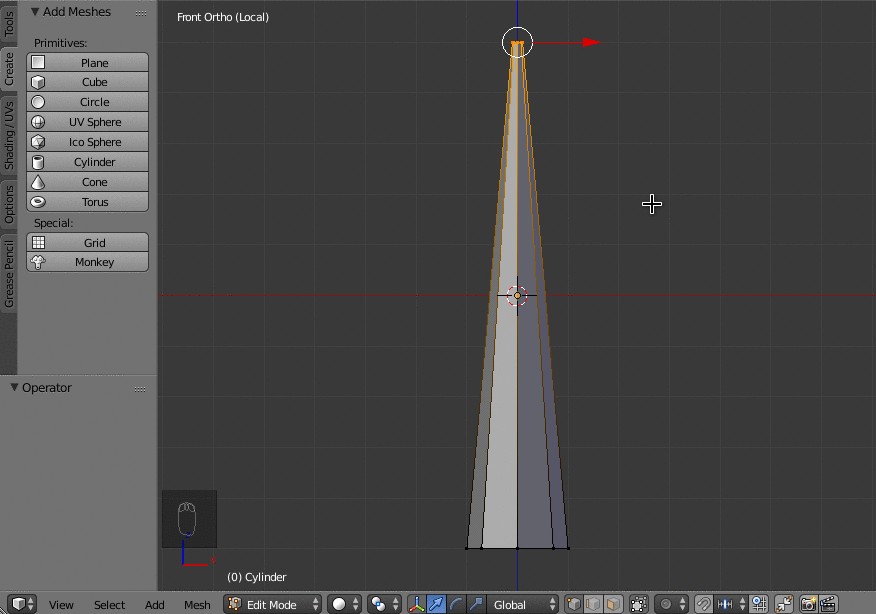 Tools
Create
Shading / UVs
Options
Grease Pencil
Add Meshes
Primitives:
Plane
Cube
Circle
UV Sphere
Ico Sphere
Cylinder
Cone
Torus
Special:
Grid
Monkey
Operator
Front Ortho (Local)
(0) Cylinder
View Select Add Mesh Edit Mode Global